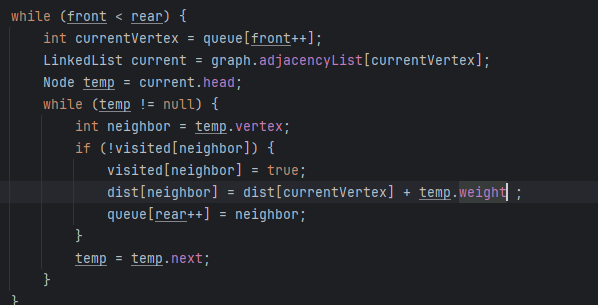 while (front < rear) {
    int currentVertex = queue[front++];
    LinkedList current = graph.adjacencyList[currentVertex];
    Node temp = current.head;
    while (temp != null) {
        int neighbor = temp.vertex;
        if (!visited[neighbor]) {
            visited[neighbor] = true;
            dist[neighbor] = dist[currentVertex] + temp.weight ;
            queue[rear++] = neighbor;
        }
        temp = temp.next;
    }
}